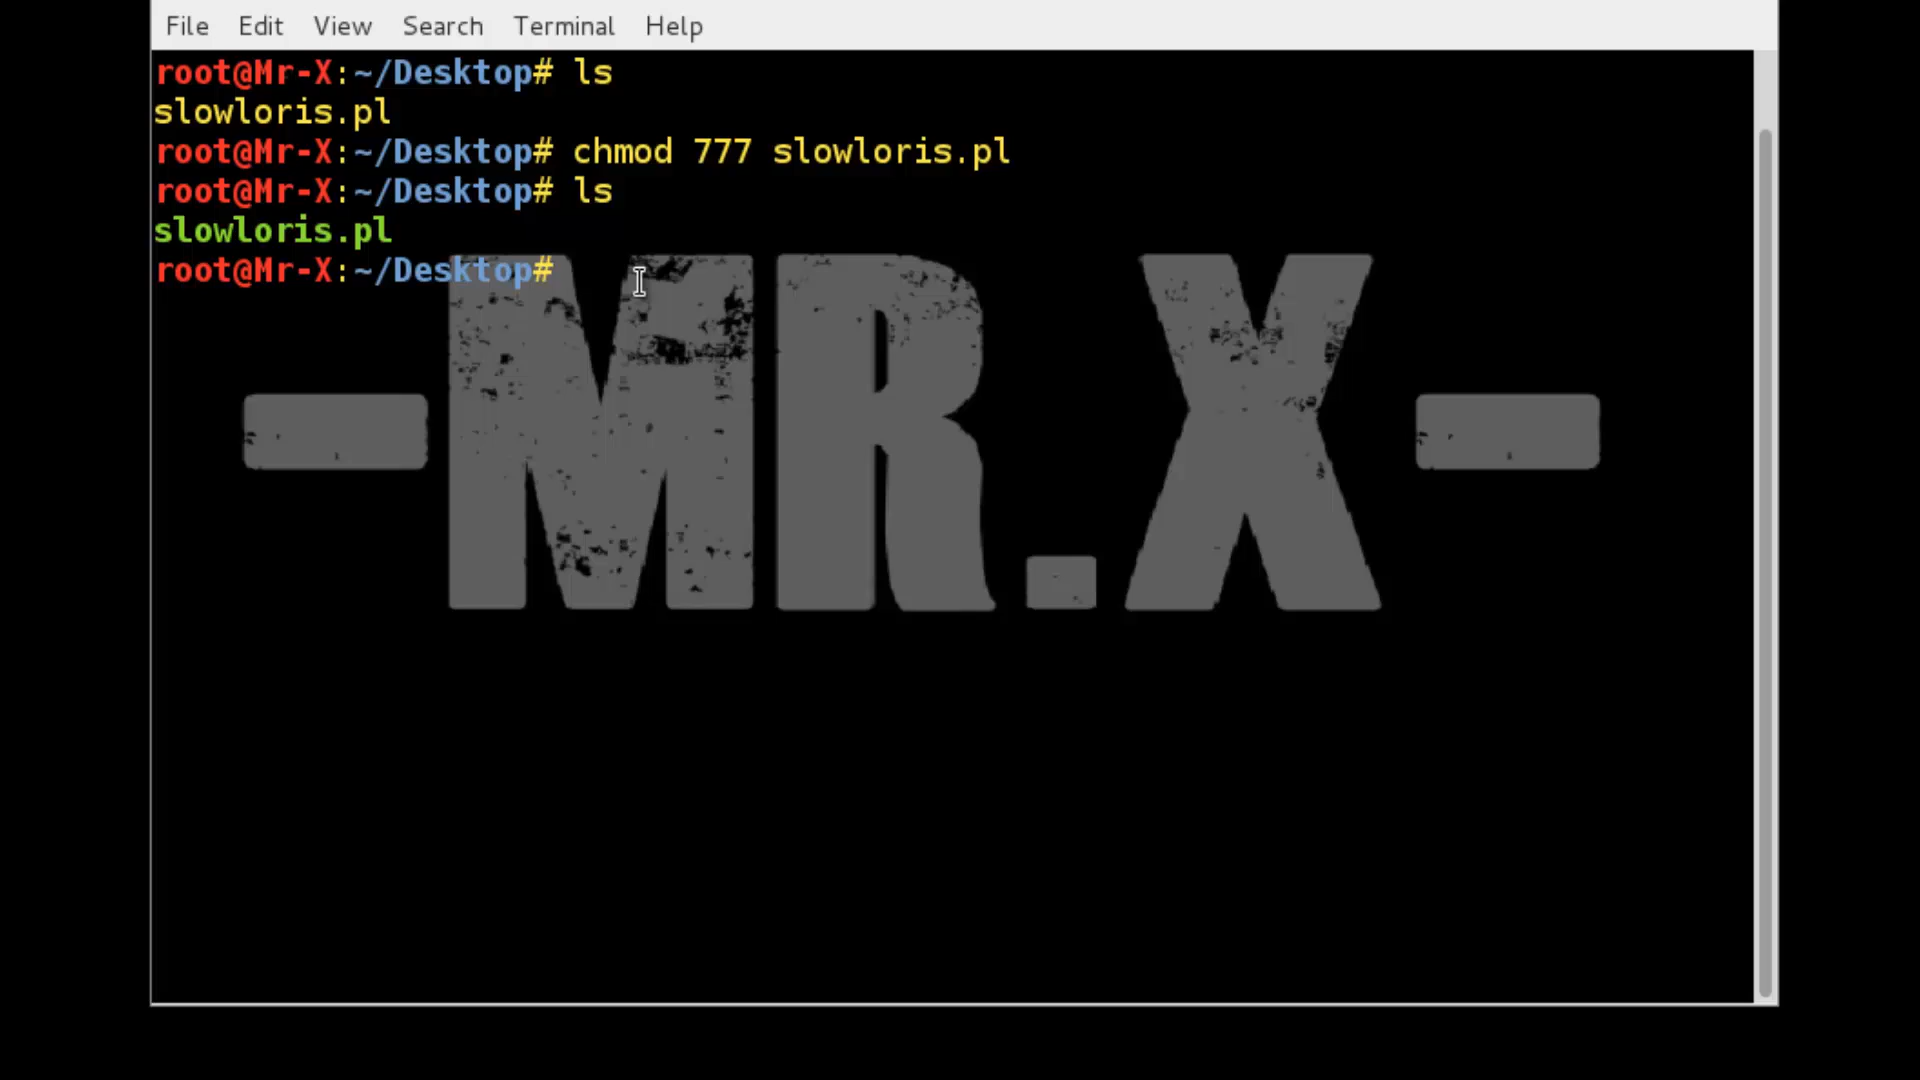 File Edit View Search Terminal Help
root@Mr-X:~/Desktop# ls
slowloris.pl
root@Mr-X:~/Desktop# chmod 777 slowloris.pl
root@Mr-X:~/Desktop# ls
slowloris.pl
root@Mr-X:~/Desktop#
-MR.X-